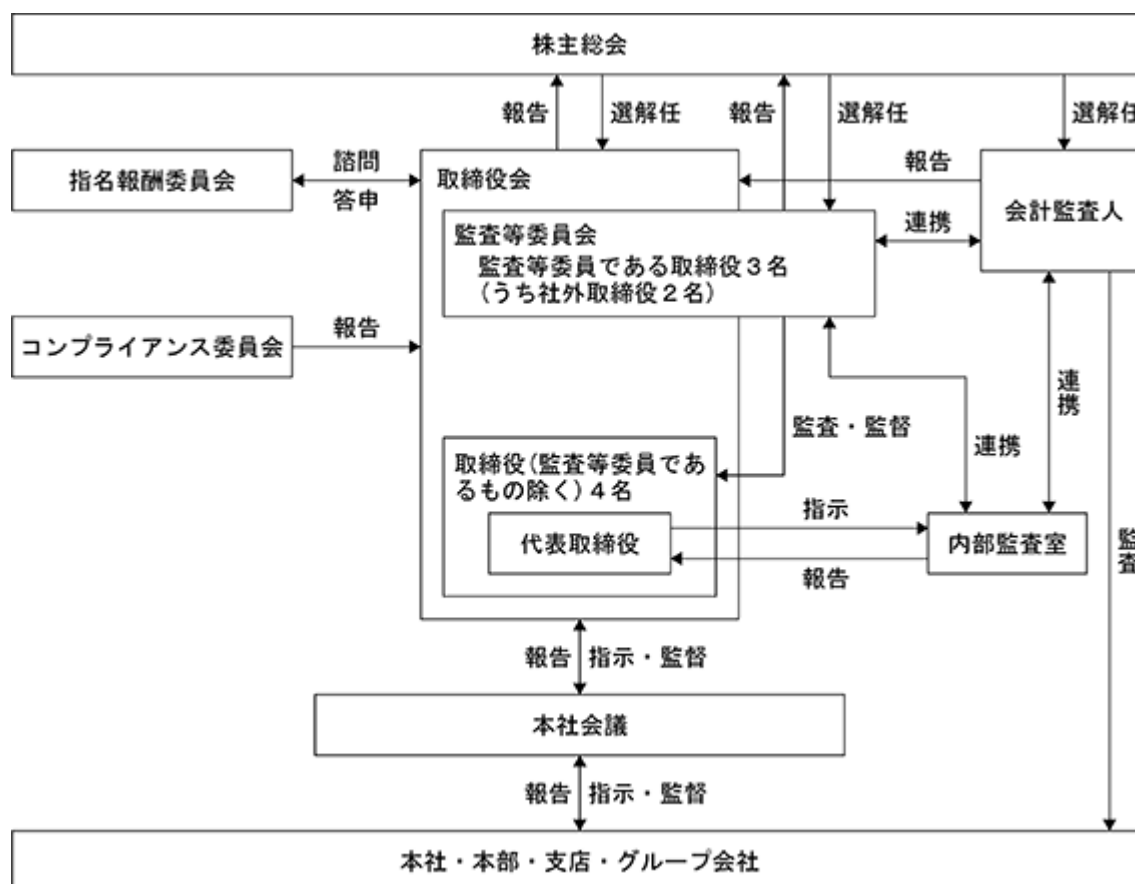 株主総会
報告
選解任
報告
選解任
選解任
指名報酬委員会
諮問
答申
取締役会
報告
会計監査人
監査等委員会
監査等委員である取締役3名
(うち社外取締役2名)
連携
コンプライアンス委員会
報告
連携
監査・監督
連携
取締役(監査等委員であ
るもの除く)4名
代表取締役
指示
報告
内部監査室
監査
報告
指示・監督
本社会議
報告
指示・監督
本社・本部・支店・グループ会社